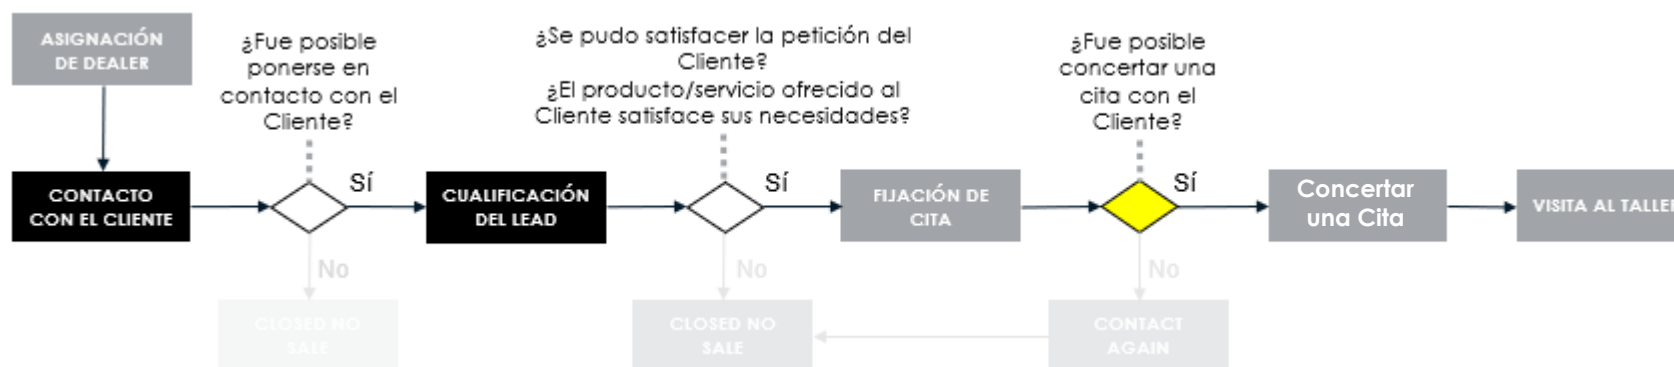 ASIGNACIÓN
DE DEALER
¿Fue posible
ponerse en
contacto con el
Cliente?
¿Se pudo satisfacer la petición del
Cliente?
¿El producto/servicio ofrecido al
Cliente satisface sus necesidades?
¿Fue posible
concertar una
cita con el
Cliente?
CONTACTO
CON EL CLIENTE
Sí
CUALIFICACIÓN
DEL LEAD
Sí
FIJACIÓN DE
CITA
Sí
Concertar
una Cita
VISITA AL TALLER
No
No
No
CLOSED NO
SALE
CLOSED NO
SALE
CONTACT
AGAIN